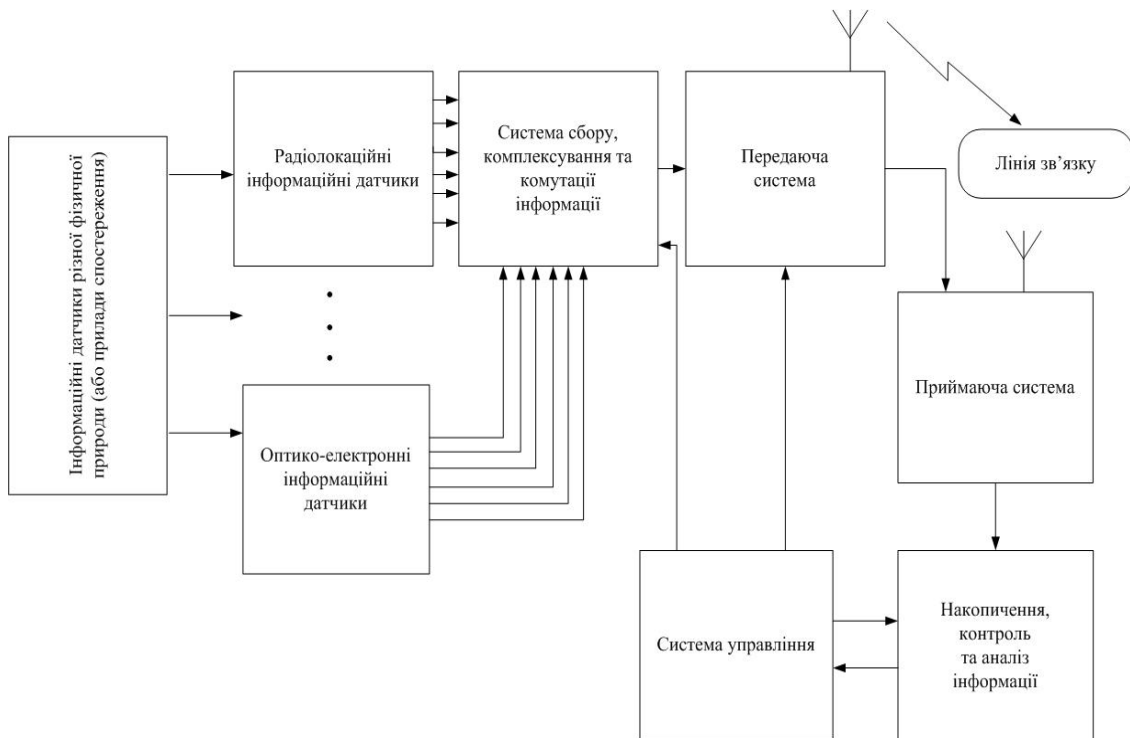 Інформаційні датчики різної фізичної
природи (або прилади спостереження)
Радіолокаційні
інформаційні датчики
Система сбору,
комплексування та
комутації
інформації
Передаюча
система
Лінія зв’язку
Приймаюча система
Оптико-електронні
інформаційні
датчики
Система управління
Накопичення,
контроль
та аналіз
інформації